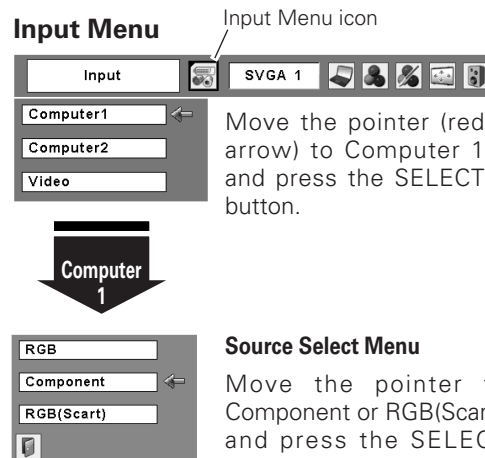 Input Menu
Input Menu icon
Input
SVGA 1
Computer1
Computer2
Video
Move the pointer (red
arrow) to Computer 1
and press the SELECT
button.
Computer
1
RGB
Component
RGB(Scart)
Source Select Menu
Move the pointer
Component or RGB(Scar
and press the SELEC